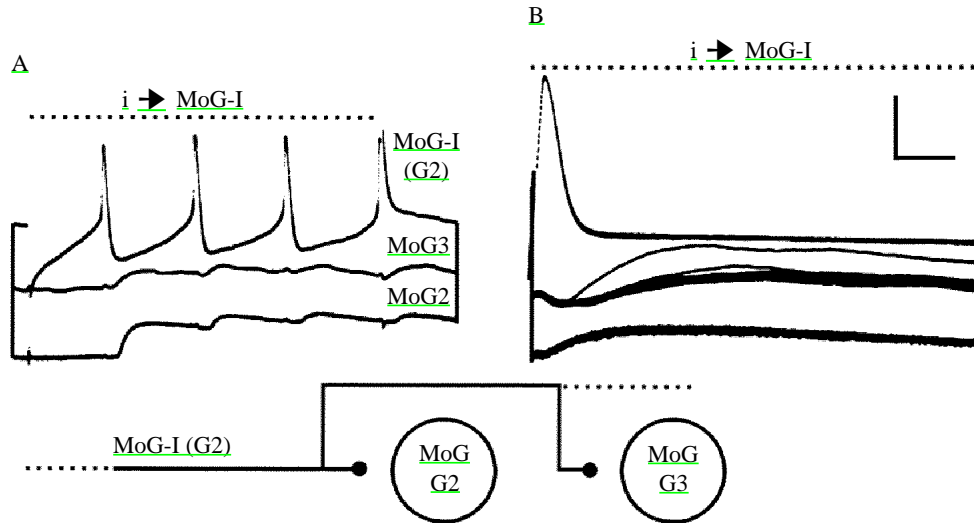 A
i → MoG-I
MoG-I
(G2)
MoG3
MoG2
B
i → MoG-I
MoG-I (G2)
MoG
G2
MoG
G3